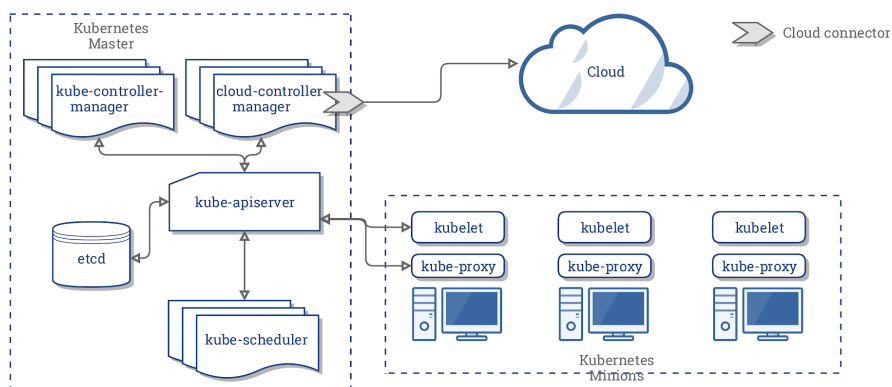 Kubernetes
Master
kube-controller-
manager
cloud-controller
manager
Cloud
Cloud connector
kube-apiserver
etcd
kube-scheduler
kubelet
kubelet
kubelet
kube-proxy
kube-proxy
kube-proxy
Kubernetes
Minions